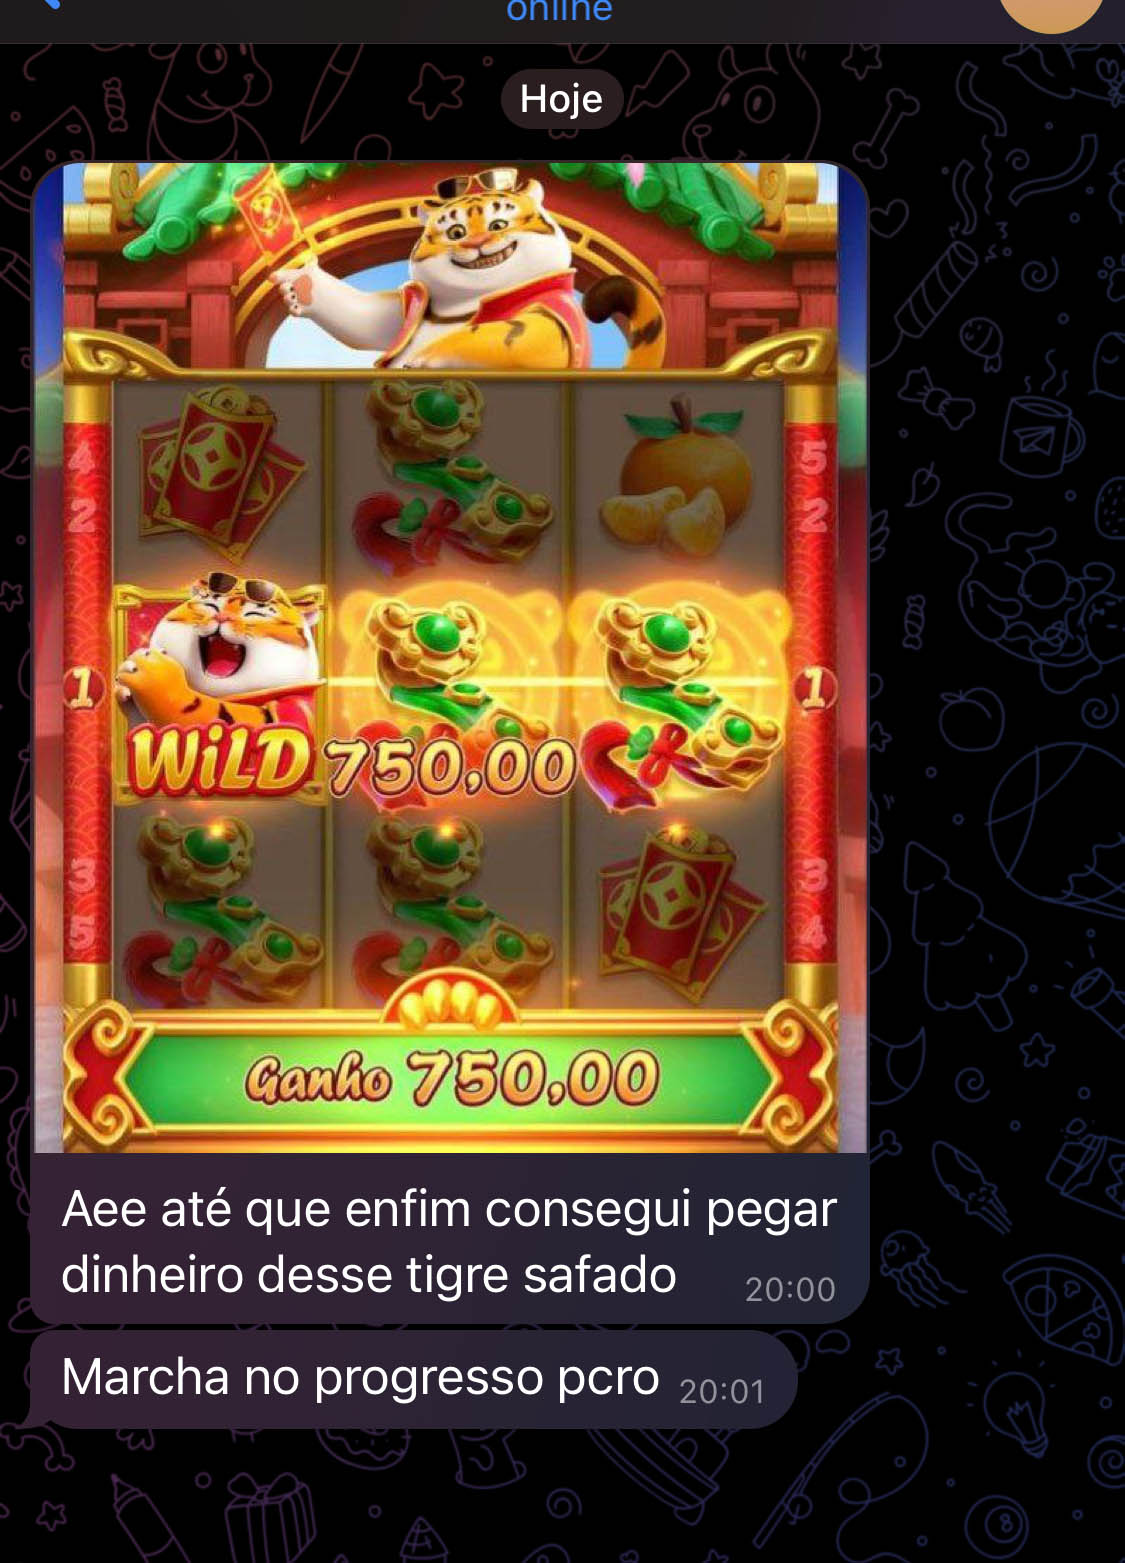 online
Hoje
4
5
2
2
1
1
WiLD 750,00
3
3
5
4
Ganho 750,00
Aee até que enfim consegui pegar
dinheiro desse tigre safado 20:00
Marcha no progresso pcro 20:01